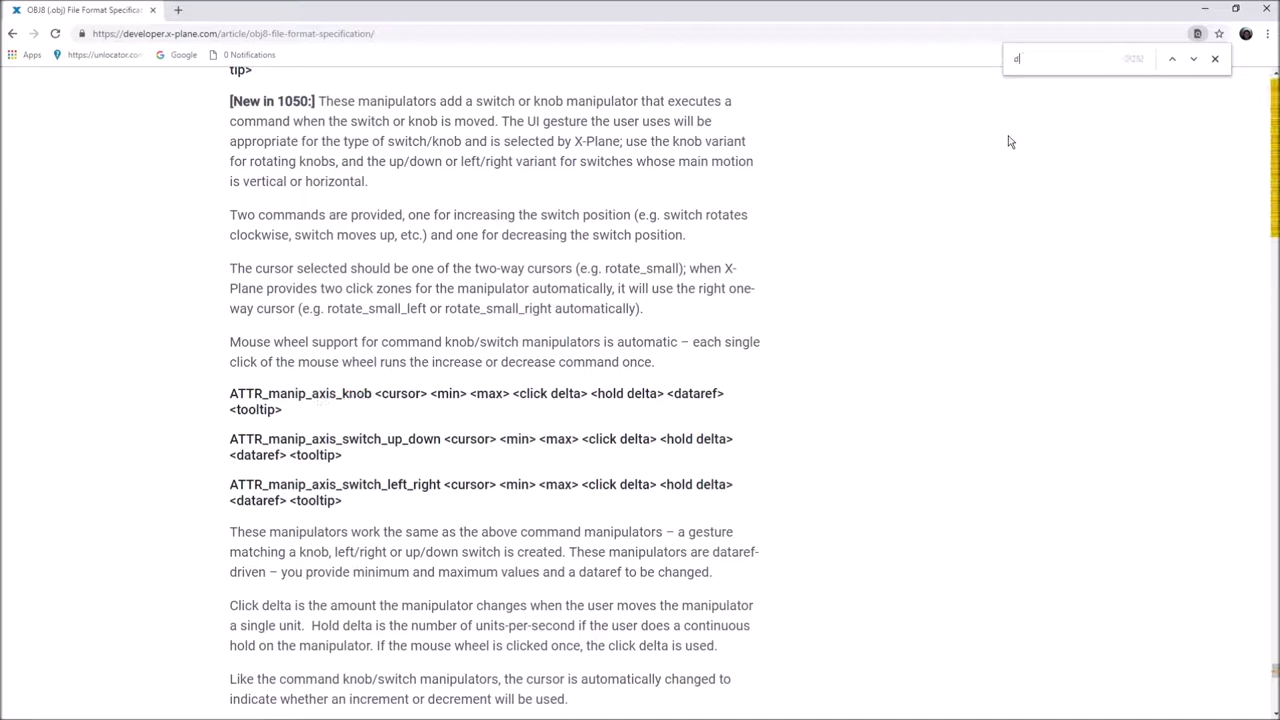 OBJ8 (.obj) File Format Specificat
https://developer.x-plane.com/article/obj8-file-format-specification/
Apps https://unlocator.com Google 0 Notifications
d
tip>
[New in 1050:] These manipulators add a switch or knob manipulator that executes a
command when the switch or knob is moved. The UI gesture the user uses will be
appropriate for the type of switch/knob and is selected by X-Plane; use the knob variant
for rotating knobs, and the up/down or left/right variant for switches whose main motion
is vertical or horizontal.
Two commands are provided, one for increasing the switch position (e.g. switch rotates
clockwise, switch moves up, etc.) and one for decreasing the switch position.
The cursor selected should be one of the two-way cursors (e.g. rotate_small); when X-
Plane provides two click zones for the manipulator automatically, it will use the right one-
way cursor (e.g. rotate_small_left or rotate_small_right automatically).
Mouse wheel support for command knob/switch manipulators is automatic – each single
click of the mouse wheel runs the increase or decrease command once.
ATTR_manip_axis_knob <cursor> <min> <max> <click delta> <hold delta> <dataref>
<tooltip>
ATTR_manip_axis_switch_up_down <cursor> <min> <max> <click delta> <hold delta>
<dataref> <tooltip>
ATTR_manip_axis_switch_left_right <cursor> <min> <max> <click delta> <hold delta>
<dataref> <tooltip>
These manipulators work the same as the above command manipulators – a gesture
matching a knob, left/right or up/down switch is created. These manipulators are dataref-
driven – you provide minimum and maximum values and a dataref to be changed.
Click delta is the amount the manipulator changes when the user moves the manipulator
a single unit. Hold delta is the number of units-per-second if the user does a continuous
hold on the manipulator. If the mouse wheel is clicked once, the click delta is used.
Like the command knob/switch manipulators, the cursor is automatically changed to
indicate whether an increment or decrement will be used.